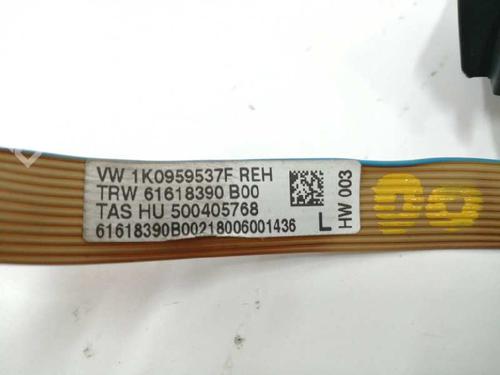 VW 1K0959537F REH
TRW 61618390 B00
TAS HU 500405768
61618390B00218006001436
L
HW 003